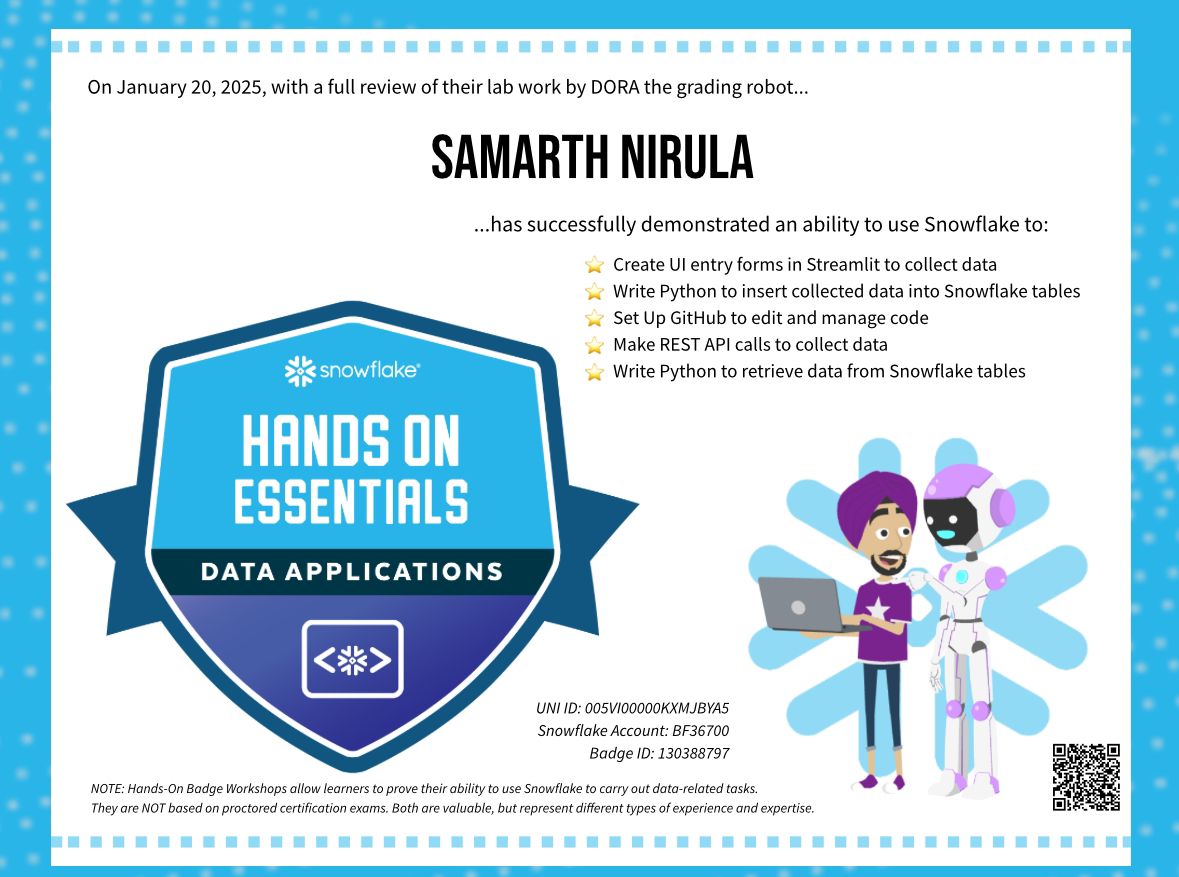 On January 20, 2025, with a full review of their lab work by DORA the grading robot...
SAMARTH NIRULA
...has successfully demonstrated an ability to use Snowflake to:
Create UI entry forms in Streamlit to collect data
Write Python to insert collected data into Snowflake tables
Set Up GitHub to edit and manage code
Make REST API calls to collect data
Write Python to retrieve data from Snowflake tables
snowflake®
HANDS ON
ESSENTIALS
DATA APPLICATIONS
UNI ID: 005VI00000KXMJBYA5
Snowflake Account: BF36700
Badge ID: 130388797
NOTE: Hands-On Badge Workshops allow learners to prove their ability to use Snowflake to carry out data-related tasks.
They are NOT based on proctored certification exams. Both are valuable, but represent different types of experience and expertise.